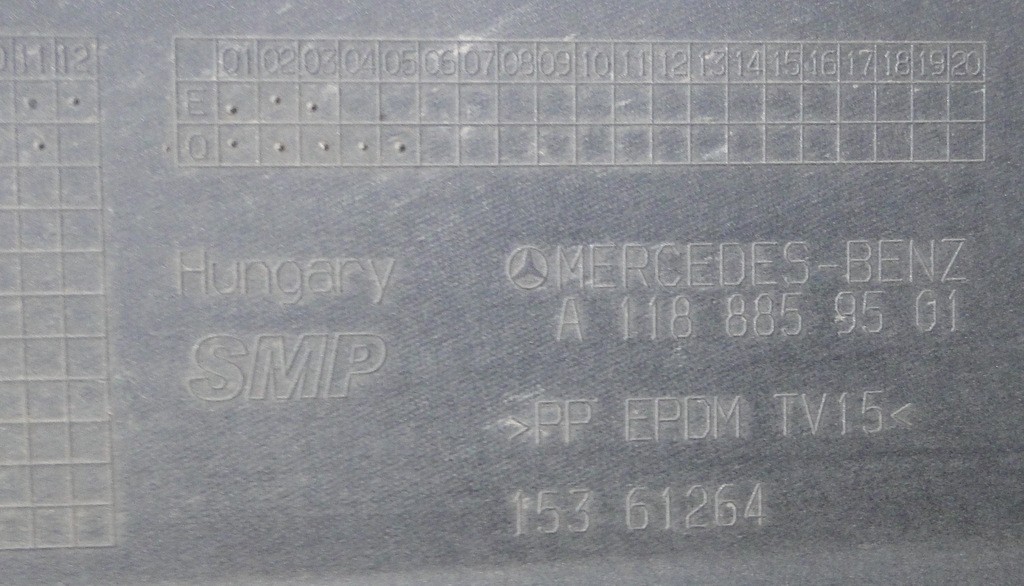 11 12
01 02 03 04 05 06 07 08 09 10 11 12 13 14 15 16 17 18 19 20
E
Q
Hungary
SMP
MERCEDES-BENZ
A 118 885 95 01
>PP EPDM TV15<
153 61264